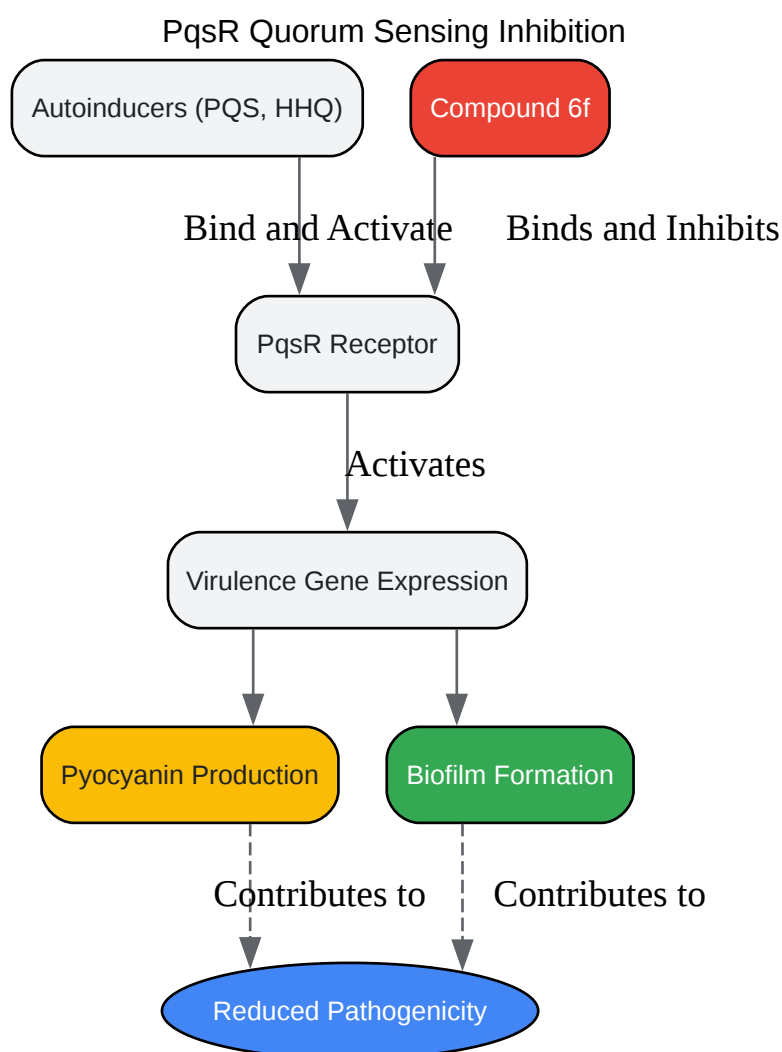 PqsR Quorum Sensing Inhibition
Autoinducers (PQS, HHQ)
Compound 6f
Bind and Activate
Binds and Inhibits
PqsR Receptor
Activates
Virulence Gene Expression
Pyocyanin Production
Biofilm Formation
Contributes to
Contributes to
Reduced Pathogenicity